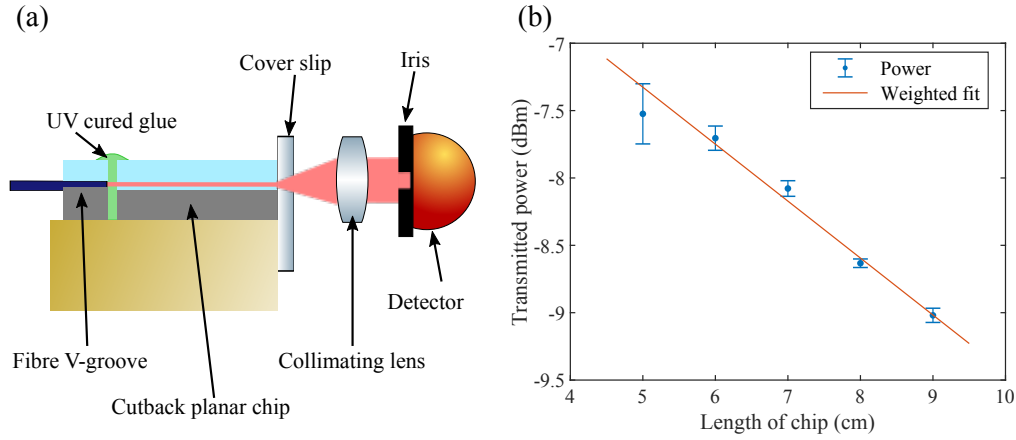 (a)
Cover slip
Iris
UV cured glue
Detector
Fibre V-groove
Collimating lens
Cutback planar chip
(b)
-7
-7.5
-8
-8.5
-9
-9.5
4
5
6
7
8
9
10
Transmitted power (dBm)
Length of chip (cm)
Power
Weighted fit